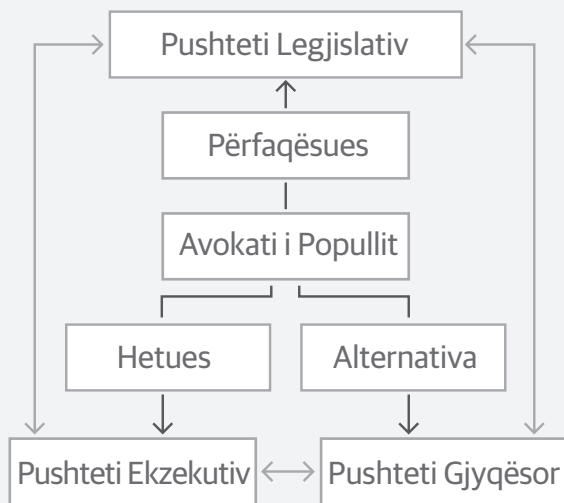 Pushteti Legjislativ
Përfaqësues
Avokati i Popullit
Hetues
Alternativa
Pushteti Ekzekutiv
Pushteti Gjyqësor